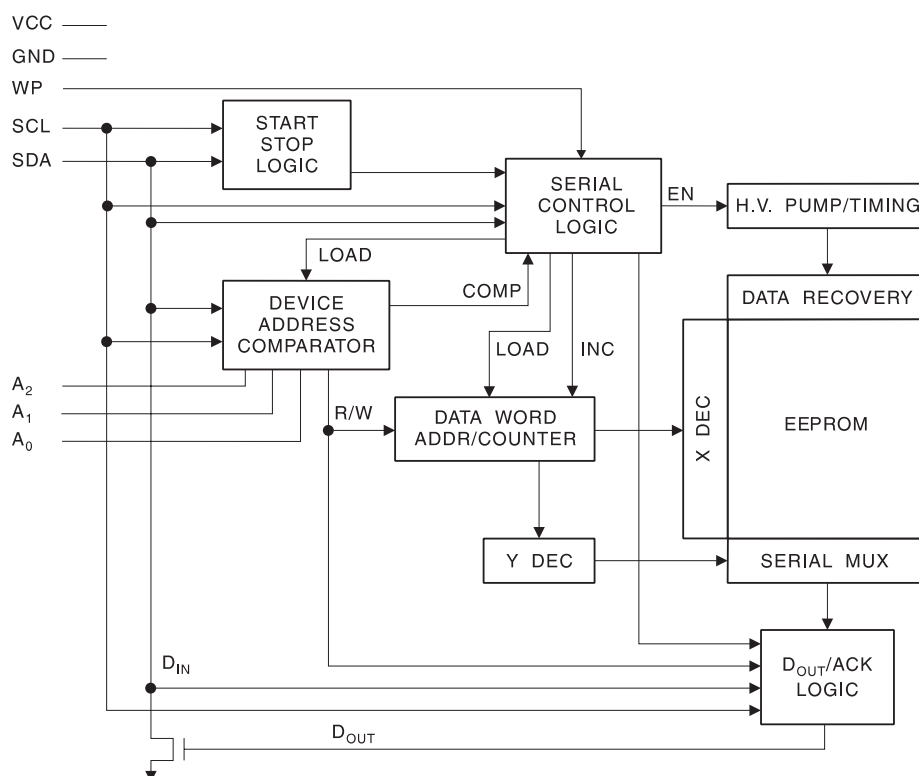 VCC
GND
WP
SCL
SDA
START
STOP
LOGIC
SERIAL
CONTROL
LOGIC
EN
H.V. PUMP/TIMING
LOAD
COMP
DATA RECOVERY
DEVICE
ADDRESS
COMPARATOR
LOAD
INC
A2
A1
A0
R/W
DATA WORD
ADDR/COUNTER
X DEC
EEPROM
Y DEC
SERIAL MUX
DIN
DOUT/ACK
LOGIC
DOUT